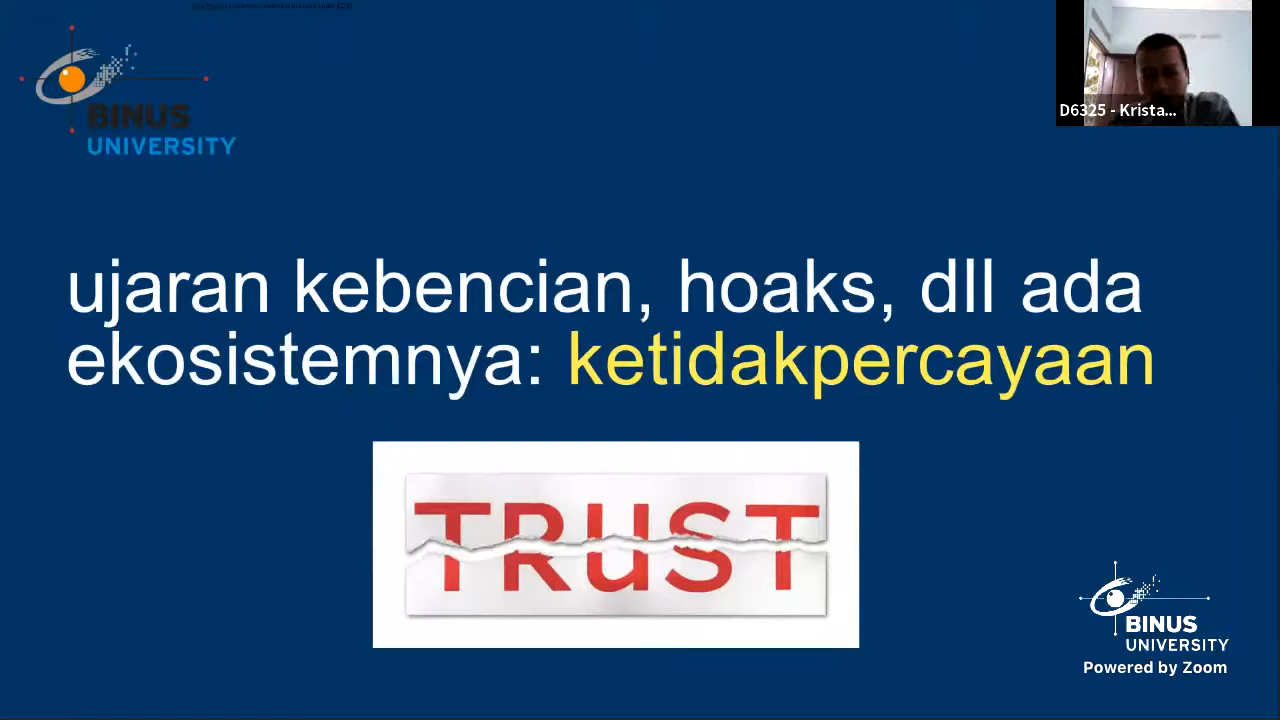 BINUS
UNIVERSITY
D6325 - Krista...
ujaran kebencian, hoaks, dll ada
ekosistemnya: ketidakpercayaan
TRUST
BINUS
UNIVERSITY
Powered by Zoom